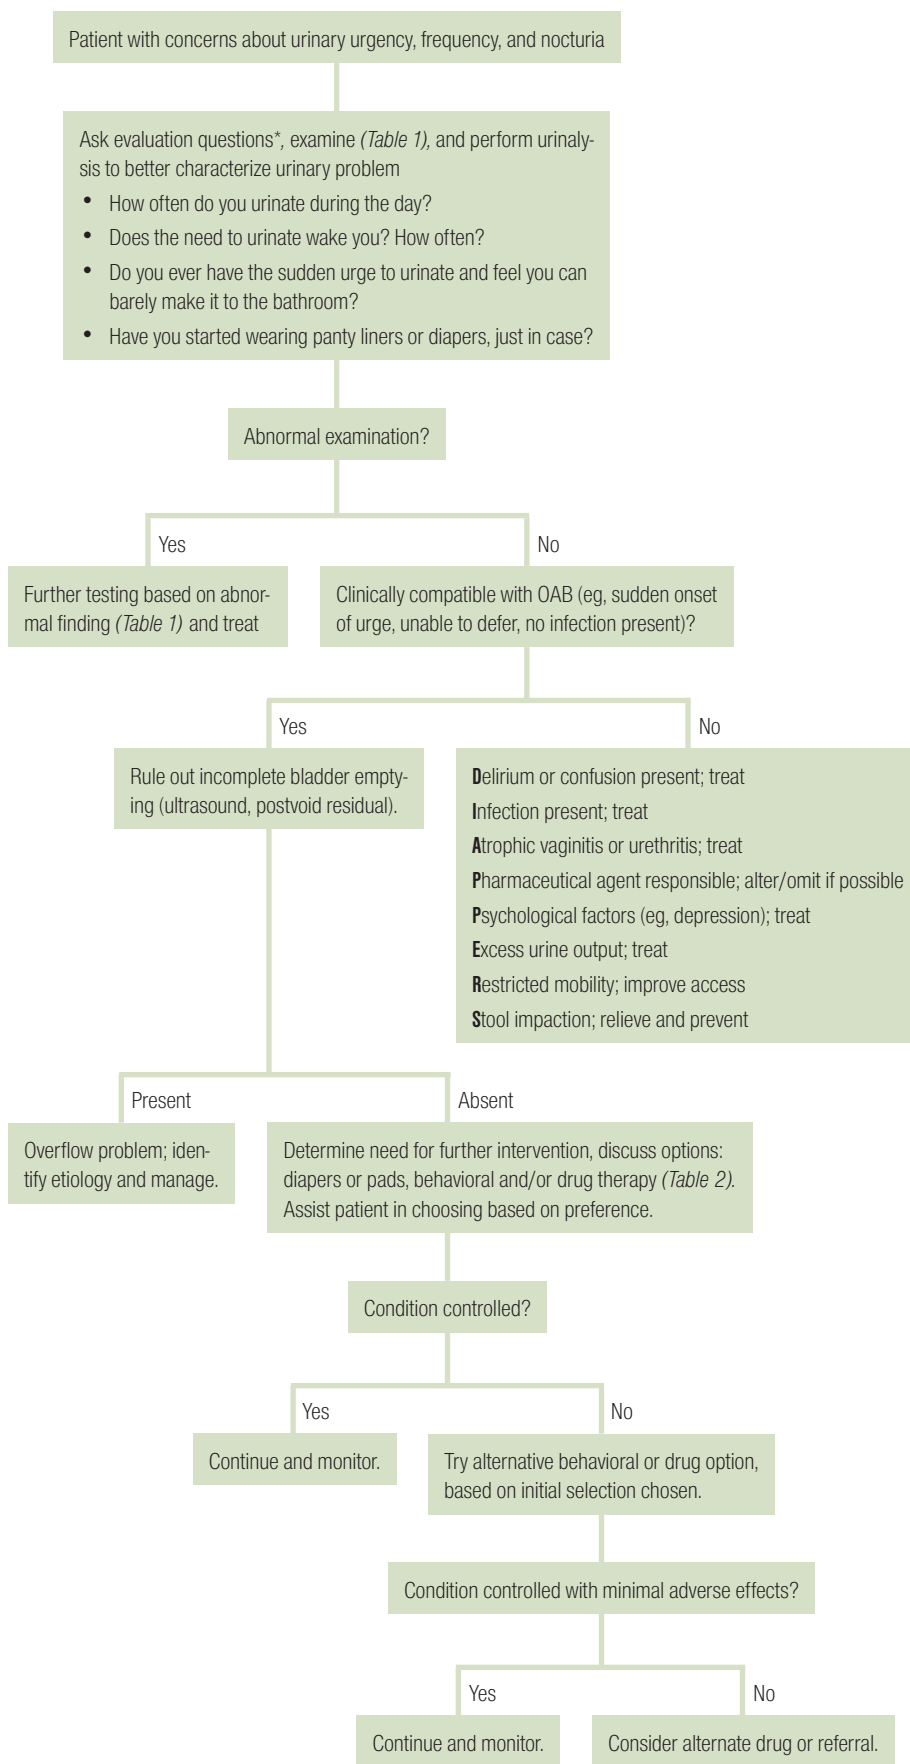 Patient with concerns about urinary urgency, frequency, and nocturia
Ask evaluation questions*, examine (Table 1), and perform urinaly-
sis to better characterize urinary problem
• How often do you urinate during the day?
• Does the need to urinate wake you? How often?
• Do you ever have the sudden urge to urinate and feel you can
barely make it to the bathroom?
• Have you started wearing panty liners or diapers, just in case?
Abnormal examination?
Yes
No
Further testing based on abnor-
mal finding (Table 1) and treat
Clinically compatible with OAB (eg, sudden onset
of urge, unable to defer, no infection present)?
Yes
No
Rule out incomplete bladder empty-
ing (ultrasound, postvoid residual).
Delirium or confusion present; treat
Infection present; treat
Atrophic vaginitis or urethritis; treat
Pharmaceutical agent responsible; alter/omit if possible
Psychological factors (eg, depression); treat
Excess urine output; treat
Restricted mobility; improve access
Stool impaction; relieve and prevent
Present
Absent
Overflow problem; iden-
tify etiology and manage.
Determine need for further intervention, discuss options:
diapers or pads, behavioral and/or drug therapy (Table 2).
Assist patient in choosing based on preference.
Condition controlled?
Yes
No
Continue and monitor.
Try alternative behavioral or drug option,
based on initial selection chosen.
Condition controlled with minimal adverse effects?
Yes
No
Continue and monitor.
Consider alternate drug or referral.